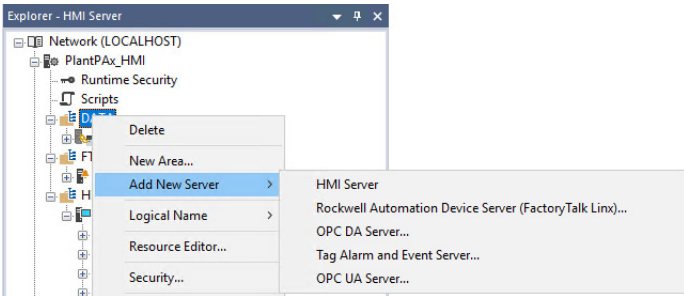 Explorer - HMI Server
Network (LOCALHOST)
PlantPAx_HMI
Runtime Security
Scripts
Delete
FT
New Area...
Add New Server
HMI Server
H
Logical Name
Rockwell Automation Device Server (FactoryTalk Linx)...
OPC DA Server...
Resource Editor...
Tag Alarm and Event Server...
Security...
OPC UA Server...